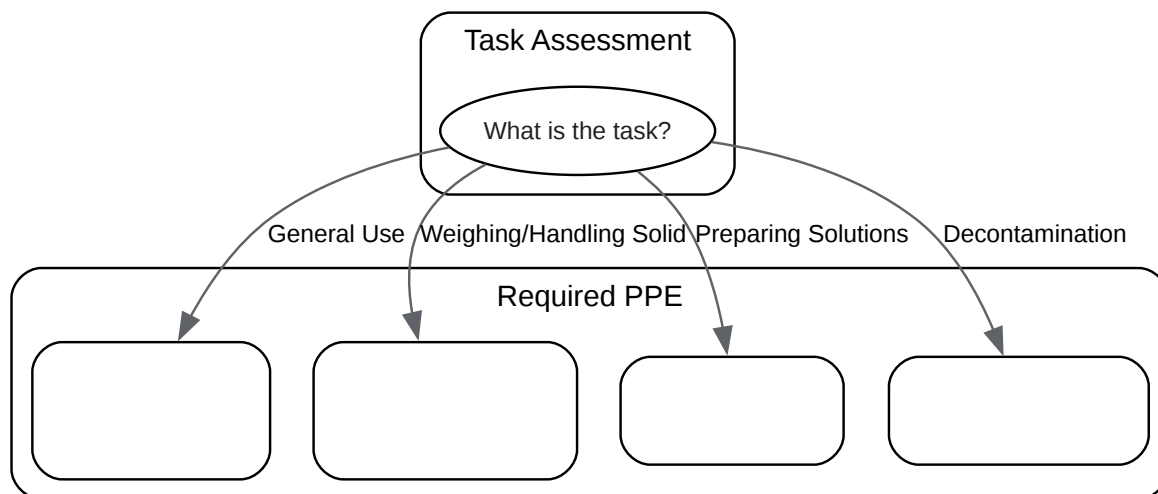 Task Assessment
What is the task?
General Use
Weighing/Handling Solid
Preparing Solutions
Decontamination
Required PPE